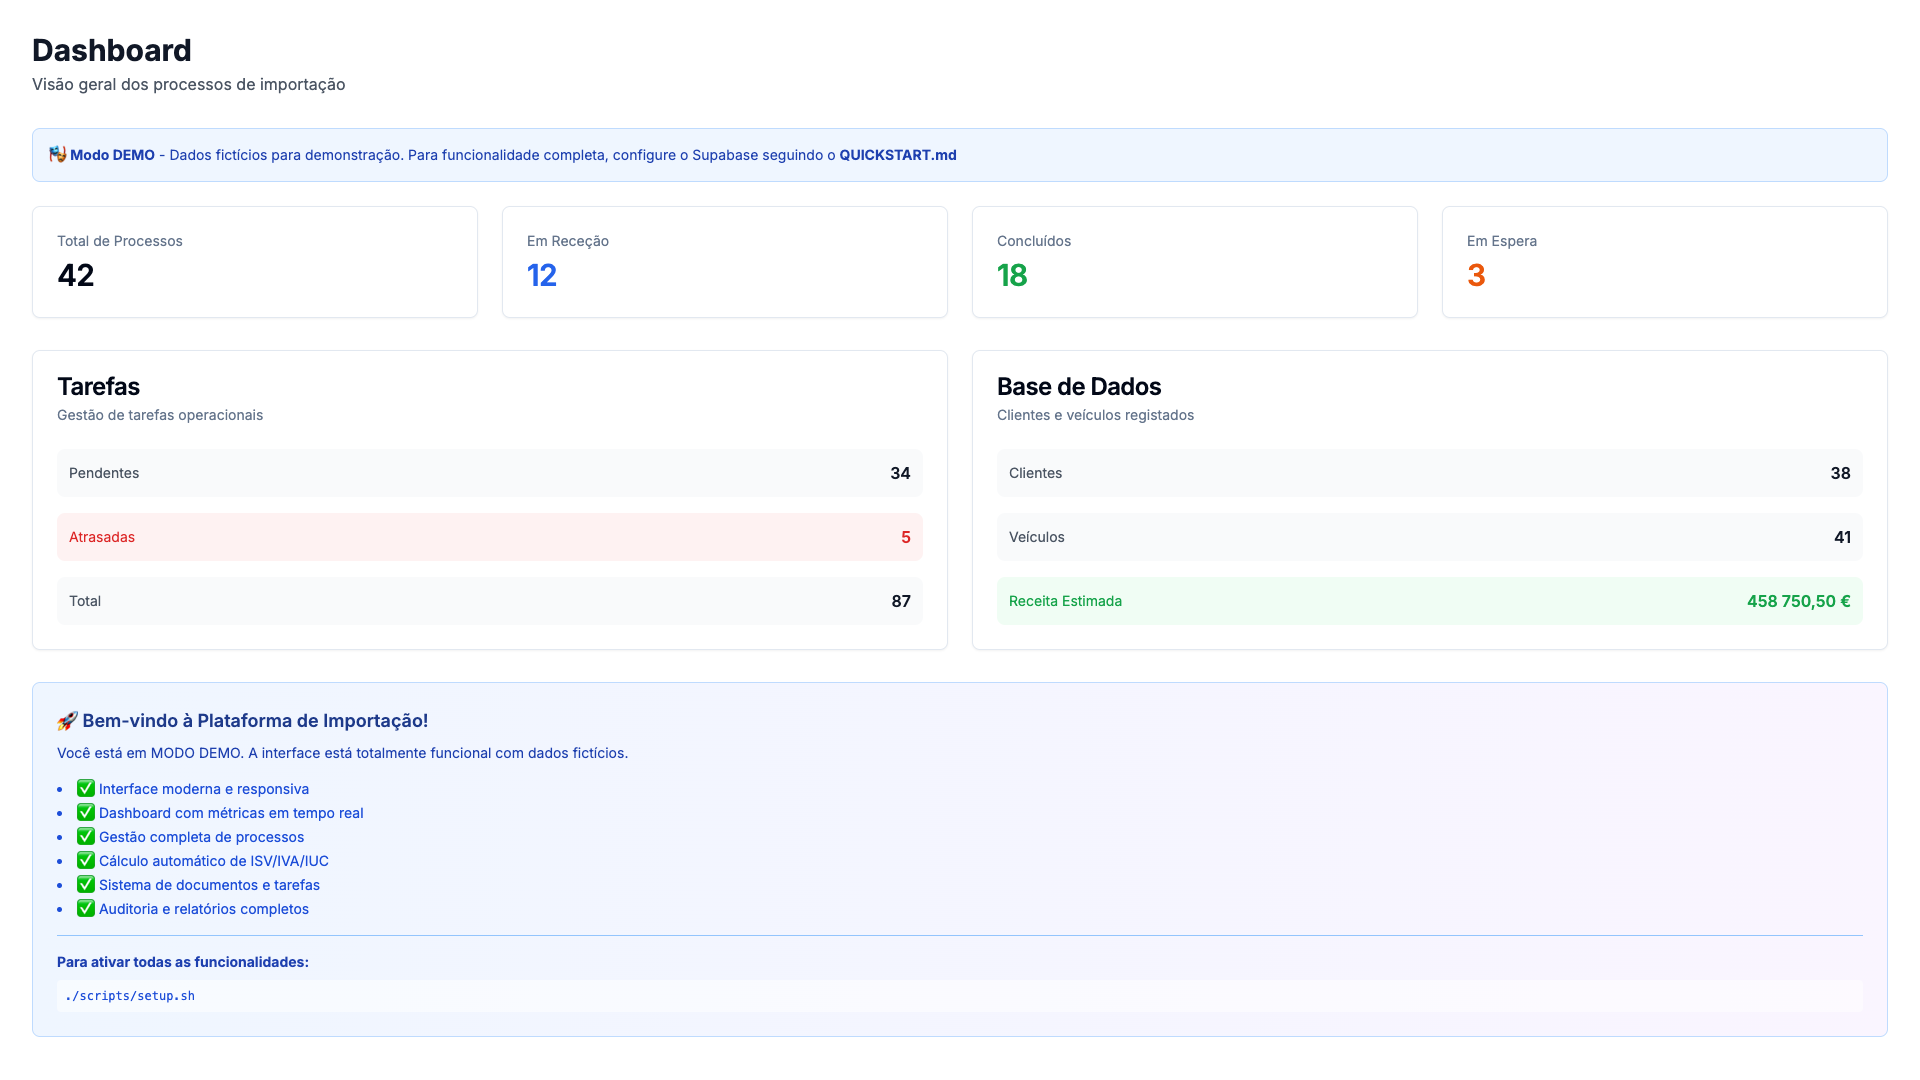 Dashboard
Visão geral dos processos de importação
Modo DEMO - Dados fictícios para demonstração. Para funcionalidade completa, configure o Supabase seguindo o QUICKSTART.md
Total de Processos
42
Em Receção
12
Concluídos
18
Em Espera
3
Tarefas
Gestão de tarefas operacionais
Pendentes 34
Atrasadas 5
Total 87
Base de Dados
Clientes e veículos registados
Clientes 38
Veículos 41
Receita Estimada 458 750,50 €
🚀 Bem-vindo à Plataforma de Importação!
Você está em MODO DEMO. A interface está totalmente funcional com dados fictícios.
• ✅ Interface moderna e responsiva
• ✅ Dashboard com métricas em tempo real
• ✅ Gestão completa de processos
• ✅ Cálculo automático de ISV/IVA/IUC
• ✅ Sistema de documentos e tarefas
• ✅ Auditoria e relatórios completos
Para ativar todas as funcionalidades:
./scripts/setup.sh